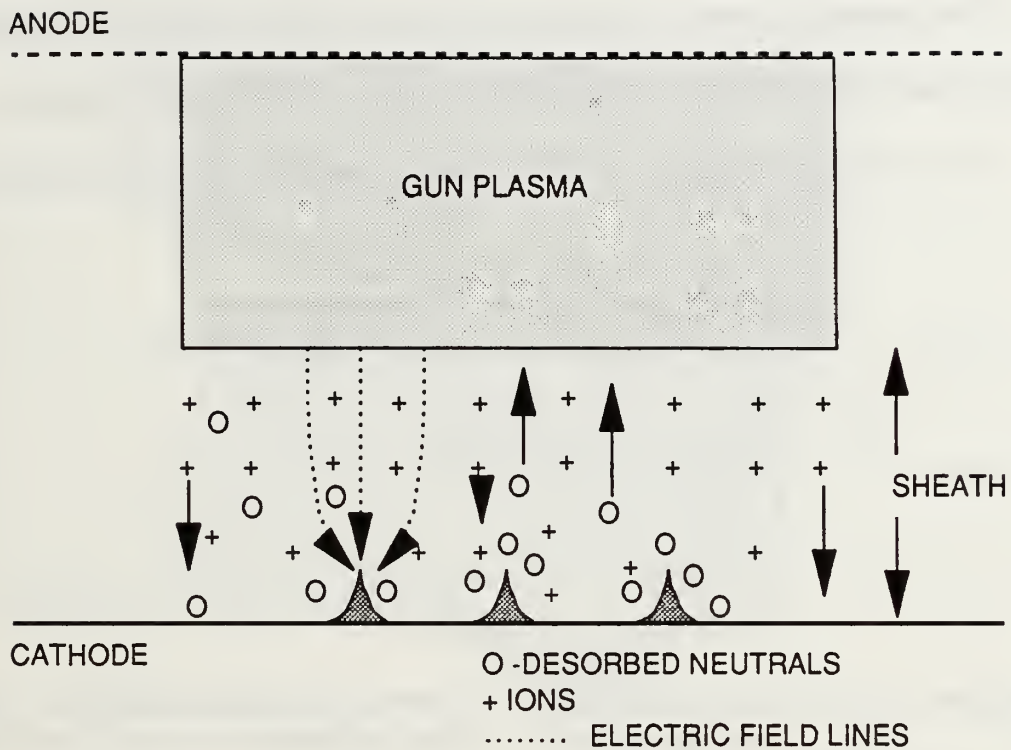 ANODE
GUN PLASMA
SHEATH
CATHODE
O -DESORBED NEUTRALS
+ IONS
........ ELECTRIC FIELD LINES